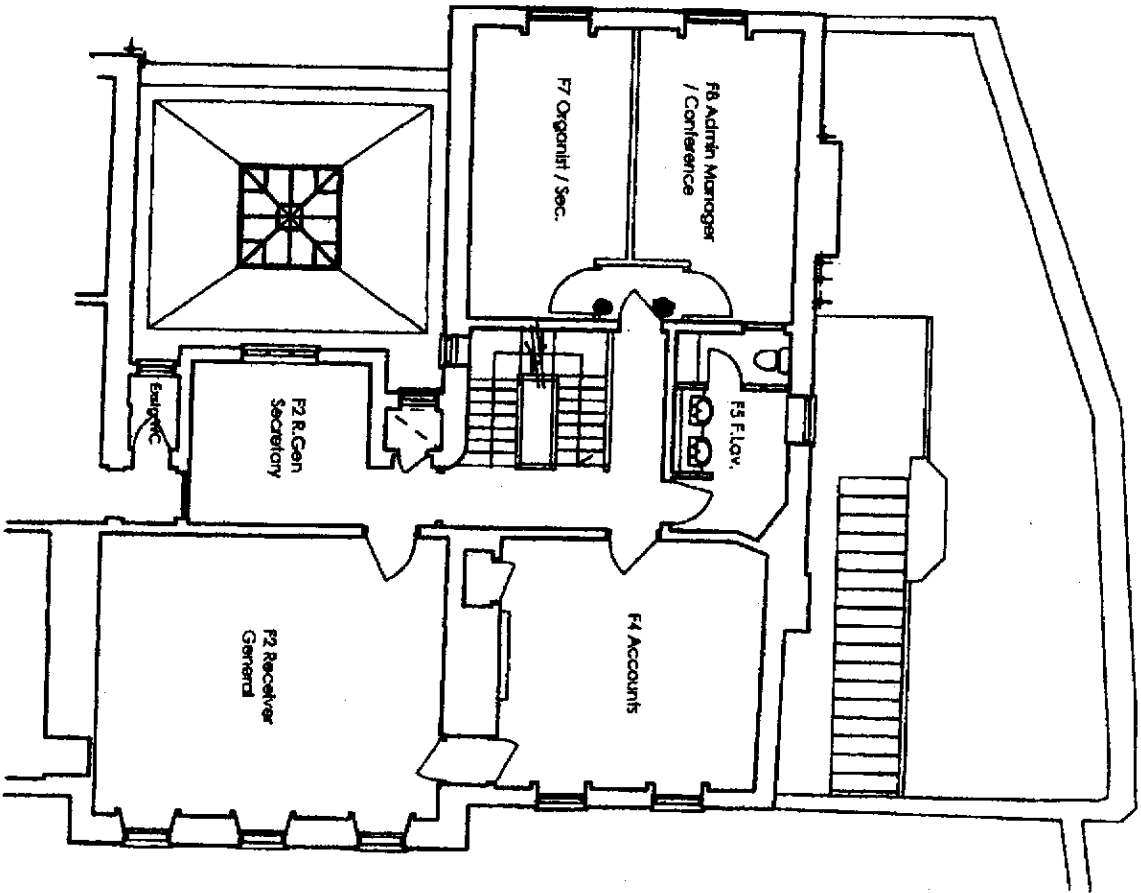 F8 Admin Manager
/ Conference
F7 Organist / Sec.
F5 F.Lav.
F2 R.Gen
Secretary
F4 Accounts
F2 Receiver
General